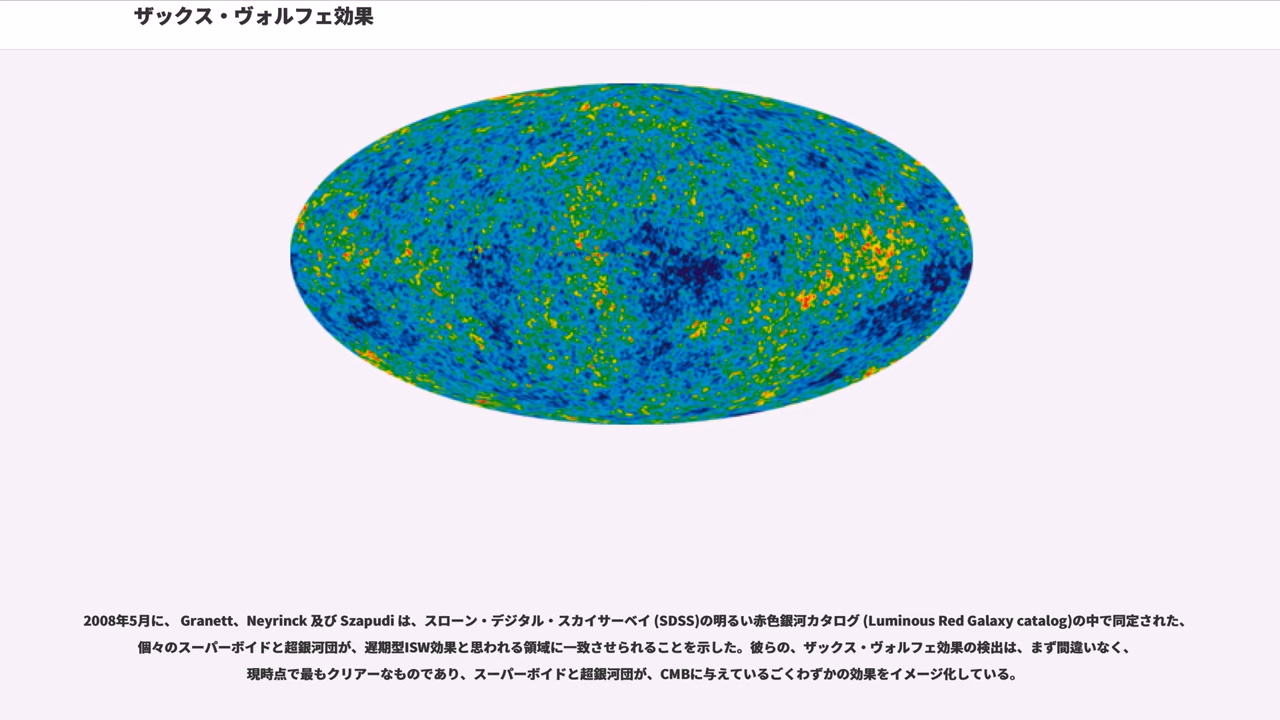 ザックス・ヴォルフェ効果
2008年5月に、 Granett、Neyrinck 及び Szapudi は、スローン・デジタル・スカイサーベイ (SDSS)の明るい赤色銀河カタログ (Luminous Red Galaxy catalog)の中で同定された、
個々のスーパーボイドと超銀河団が、遅期型ISW効果と思われる領域に一致させられることを示した。彼らの、ザックス・ヴォルフェ効果の検出は、まず間違いなく、
現時点で最もクリアーなものであり、スーパーボイドと超銀河団が、CMBに与えているごくわずかの効果をイメージ化している。